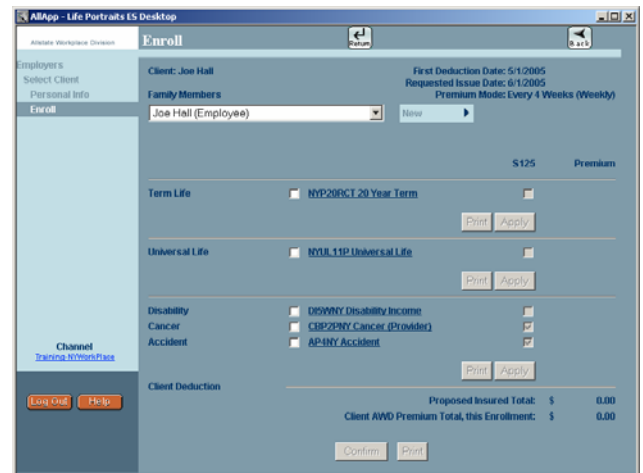 AllApp - Life Portraits ES Desktop
Allstate Workplace Division
Enroll
Return
Back
Employers
Select Client
Personal Info
Enroll
Client: Joe Hall
First Deduction Date: 5/1/2005
Requested Issue Date: 6/1/2005
Family Members
Premium Mode: Every 4 Weeks (Weekly)
Joe Hall (Employee)
New
S125 Premium
Term Life NYP20RCT 20 Year Term
Print Apply
Universal Life NYUL11P Universal Life
Print Apply
Disability DI5WNY Disability Income
Cancer CBP2PNY Cancer (Provider)
Accident AP4NY Accident
Print Apply
Channel
Training-NYWorkPlace
Client Deduction
Log Out Help
Proposed Insured Total: $ 0.00
Client AWD Premium Total, this Enrollment: $ 0.00
Confirm Print